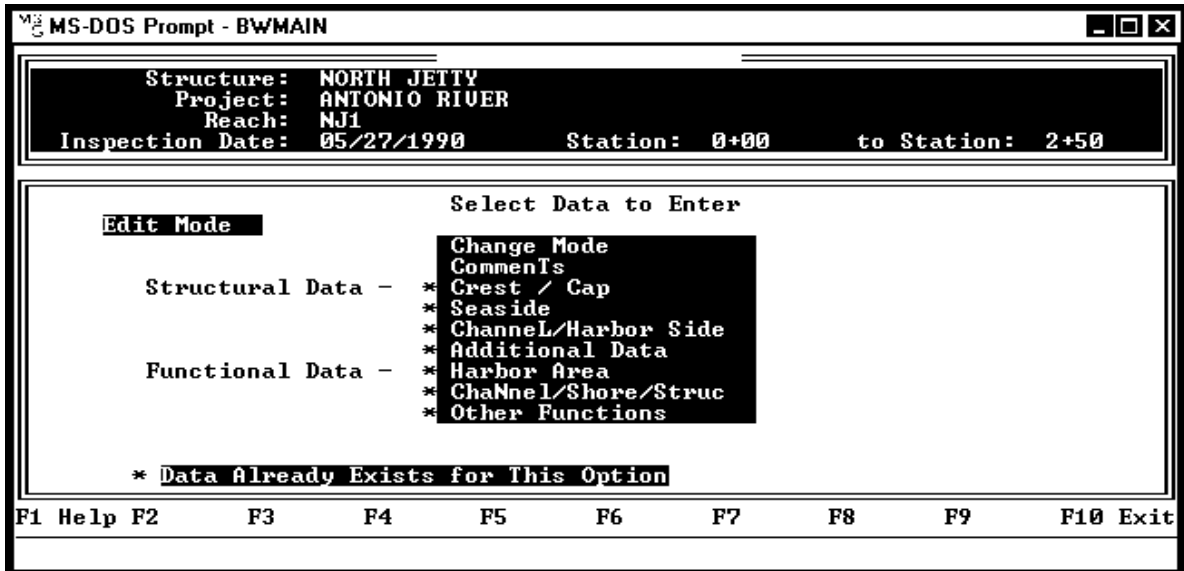 MS-DOS Prompt - BWMAIN
Structure: NORTH JETTY
Project: ANTONIO RIVER
Reach: NJ1
Inspection Date: 05/27/1990 Station: 0+00 to Station: 2+50
Select Data to Enter
Edit Mode
Change Mode
CommenTs
Structural Data - * Crest / Cap
* Seaside
* ChanneL/Harbor Side
* Additional Data
Functional Data - * Harbor Area
* ChaNnel/Shore/Struc
* Other Functions
* Data Already Exists for This Option
F1 Help F2 F3 F4 F5 F6 F7 F8 F9 F10 Exit